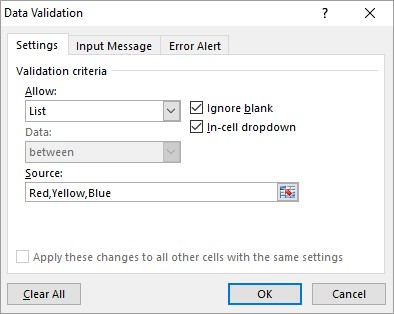 Data Validation
Settings Input Message Error Alert
Validation criteria
Allow:
List
Ignore blank
In-cell dropdown
Data:
between
Source:
Red,Yellow,Blue
Apply these changes to all other cells with the same settings
Clear All OK Cancel